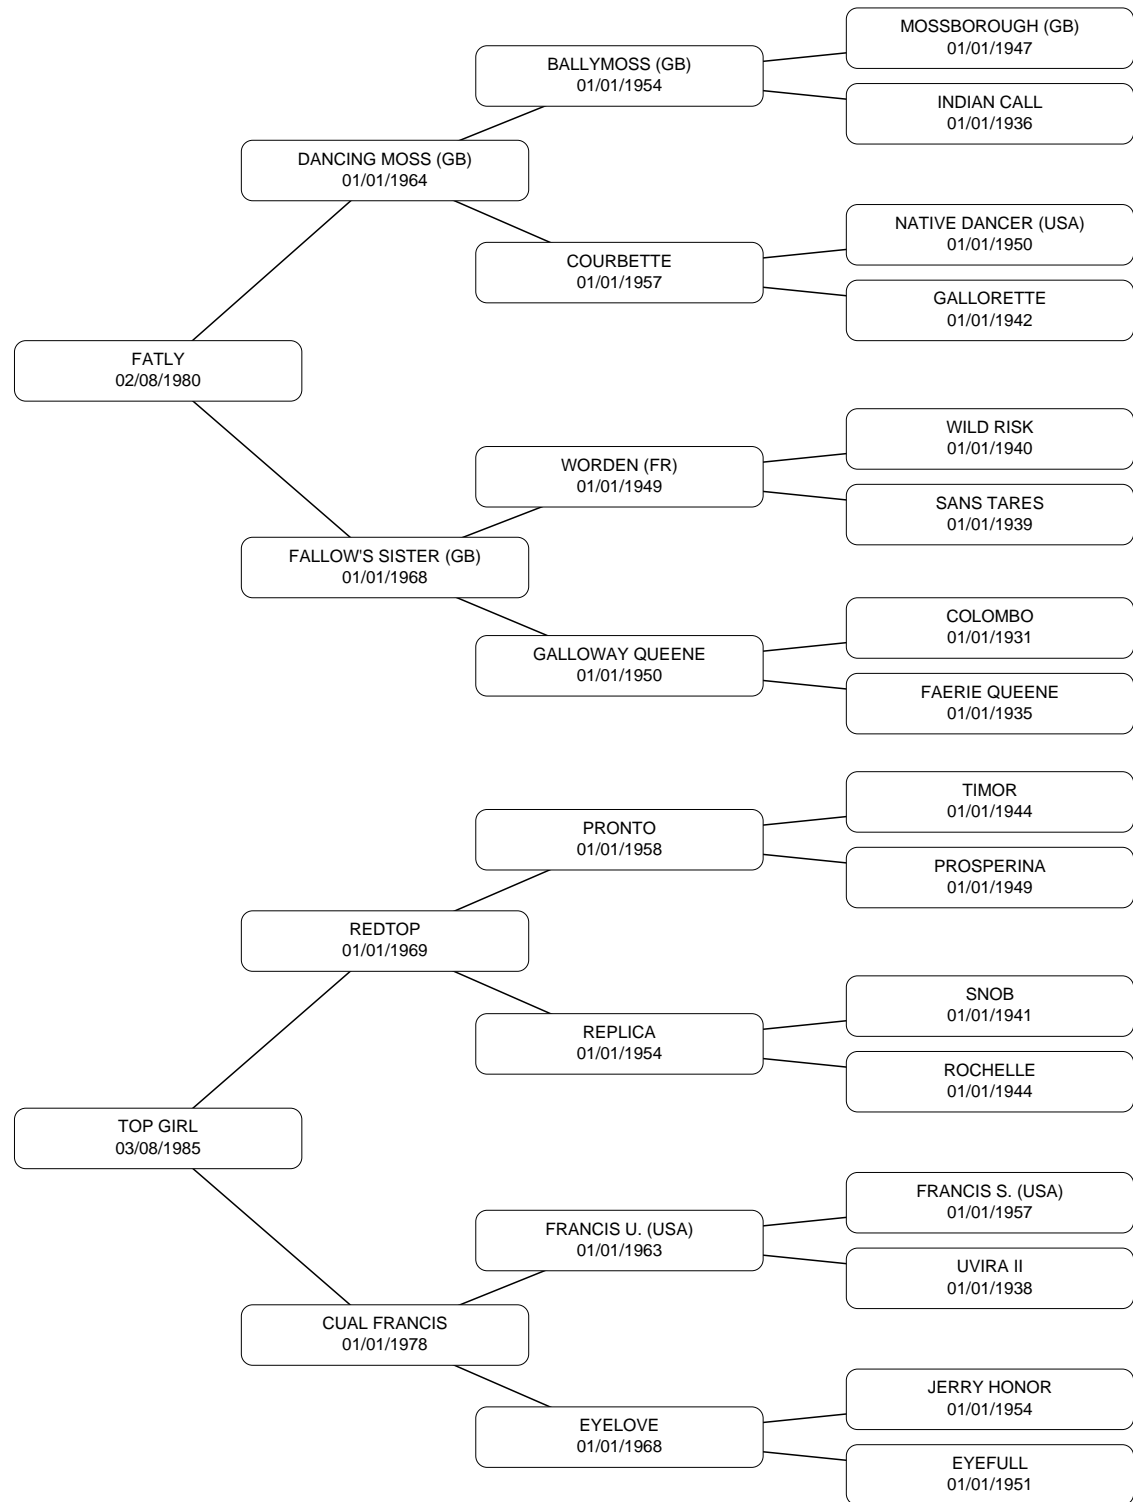 MOSSBOROUGH (GB)
01/01/1947
BALLYMOSS (GB)
01/01/1954
INDIAN CALL
01/01/1936
DANCING MOSS (GB)
01/01/1964
NATIVE DANCER (USA)
01/01/1950
COURBETTE
01/01/1957
GALLORETTE
01/01/1942
FATLY
02/08/1980
WILD RISK
01/01/1940
WORDEN (FR)
01/01/1949
SANS TARES
01/01/1939
FALLOW'S SISTER (GB)
01/01/1968
COLOMBO
01/01/1931
GALLOWAY QUEENE
01/01/1950
FAERIE QUEENE
01/01/1935
TIMOR
01/01/1944
PRONTO
01/01/1958
PROSPERINA
01/01/1949
REDTOP
01/01/1969
SNOB
01/01/1941
REPLICA
01/01/1954
ROCHELLE
01/01/1944
TOP GIRL
03/08/1985
FRANCIS S. (USA)
01/01/1957
FRANCIS U. (USA)
01/01/1963
UVIRA II
01/01/1938
CUAL FRANCIS
01/01/1978
JERRY HONOR
01/01/1954
EYELOVE
01/01/1968
EYEFULL
01/01/1951